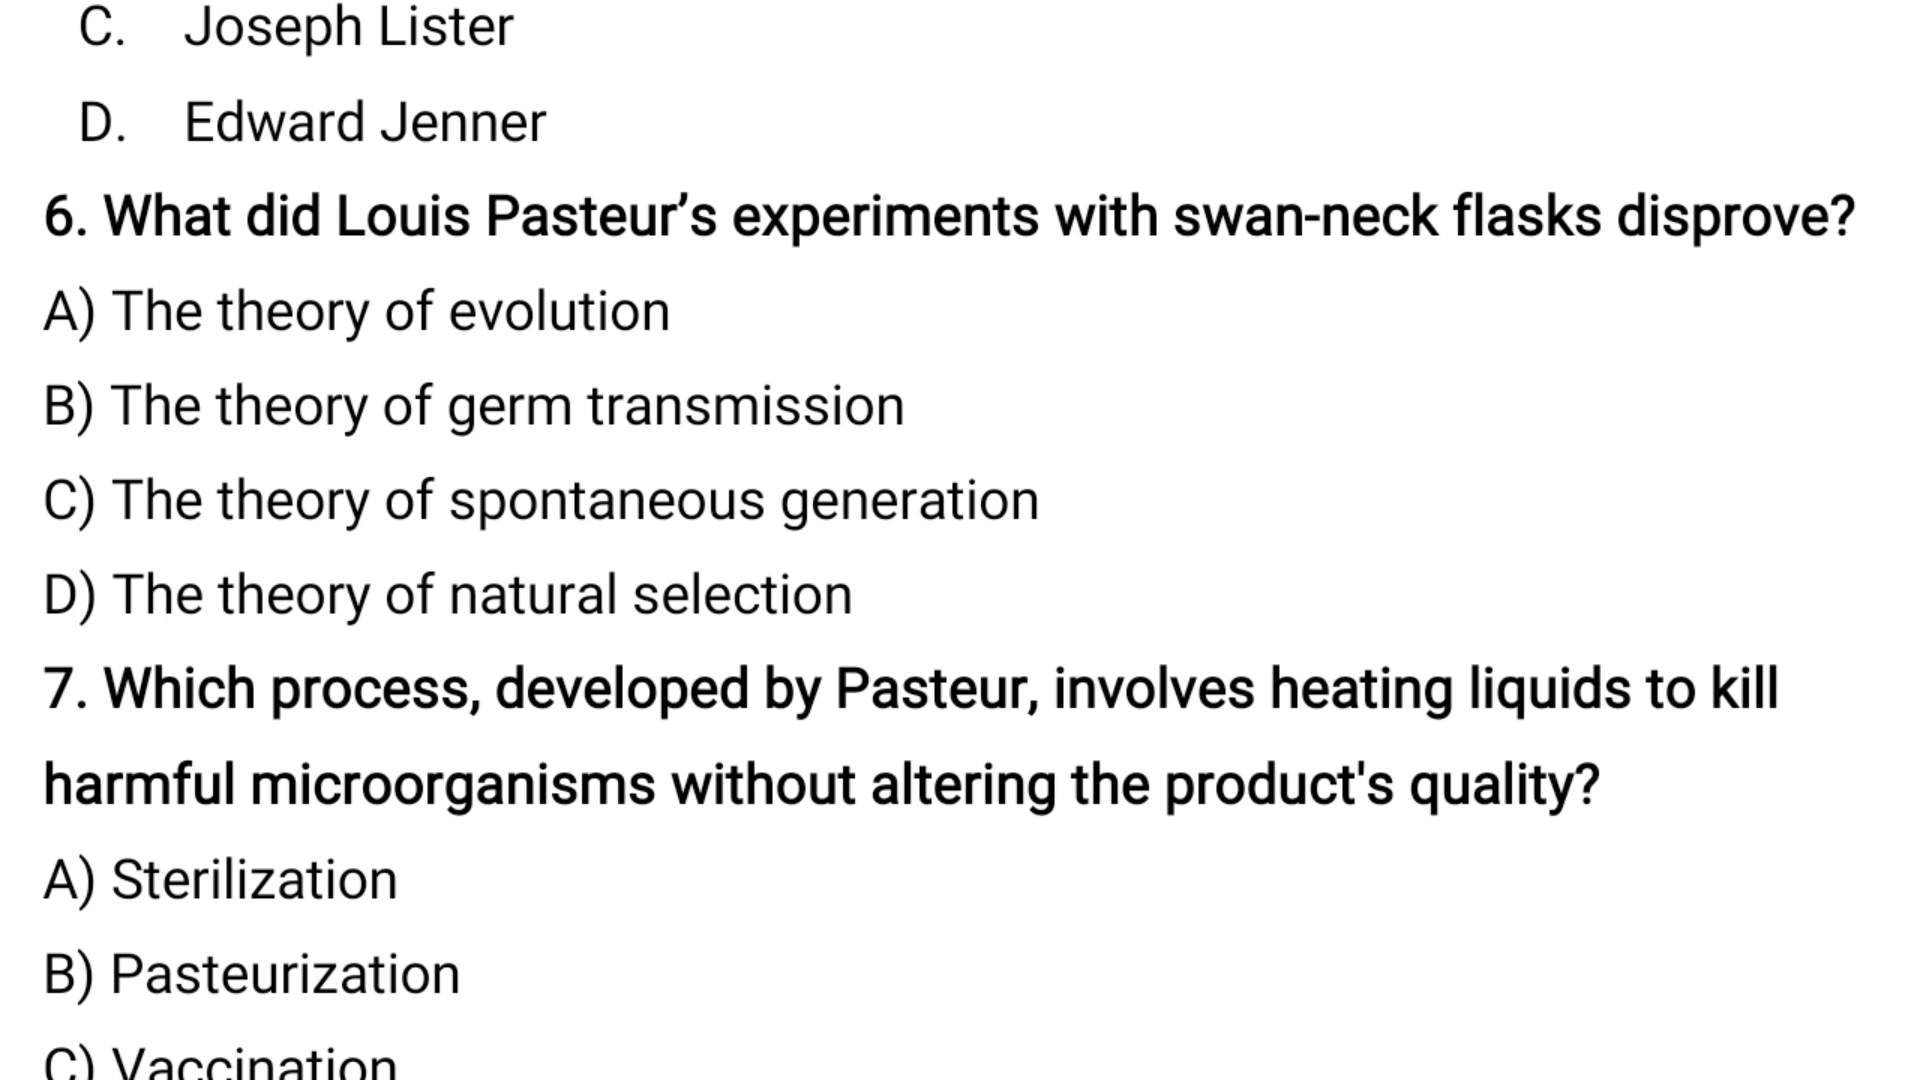 C. Joseph Lister
D. Edward Jenner
6. What did Louis Pasteur’s experiments with swan-neck flasks disprove?
A) The theory of evolution
B) The theory of germ transmission
C) The theory of spontaneous generation
D) The theory of natural selection
7. Which process, developed by Pasteur, involves heating liquids to kill
harmful microorganisms without altering the product's quality?
A) Sterilization
B) Pasteurization
C) Vaccination